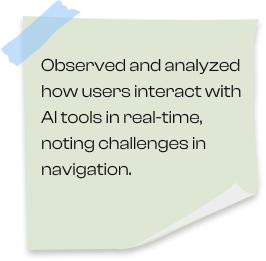 Observed and analyzed
how users interact with
AI tools in real-time,
noting challenges in
navigation.